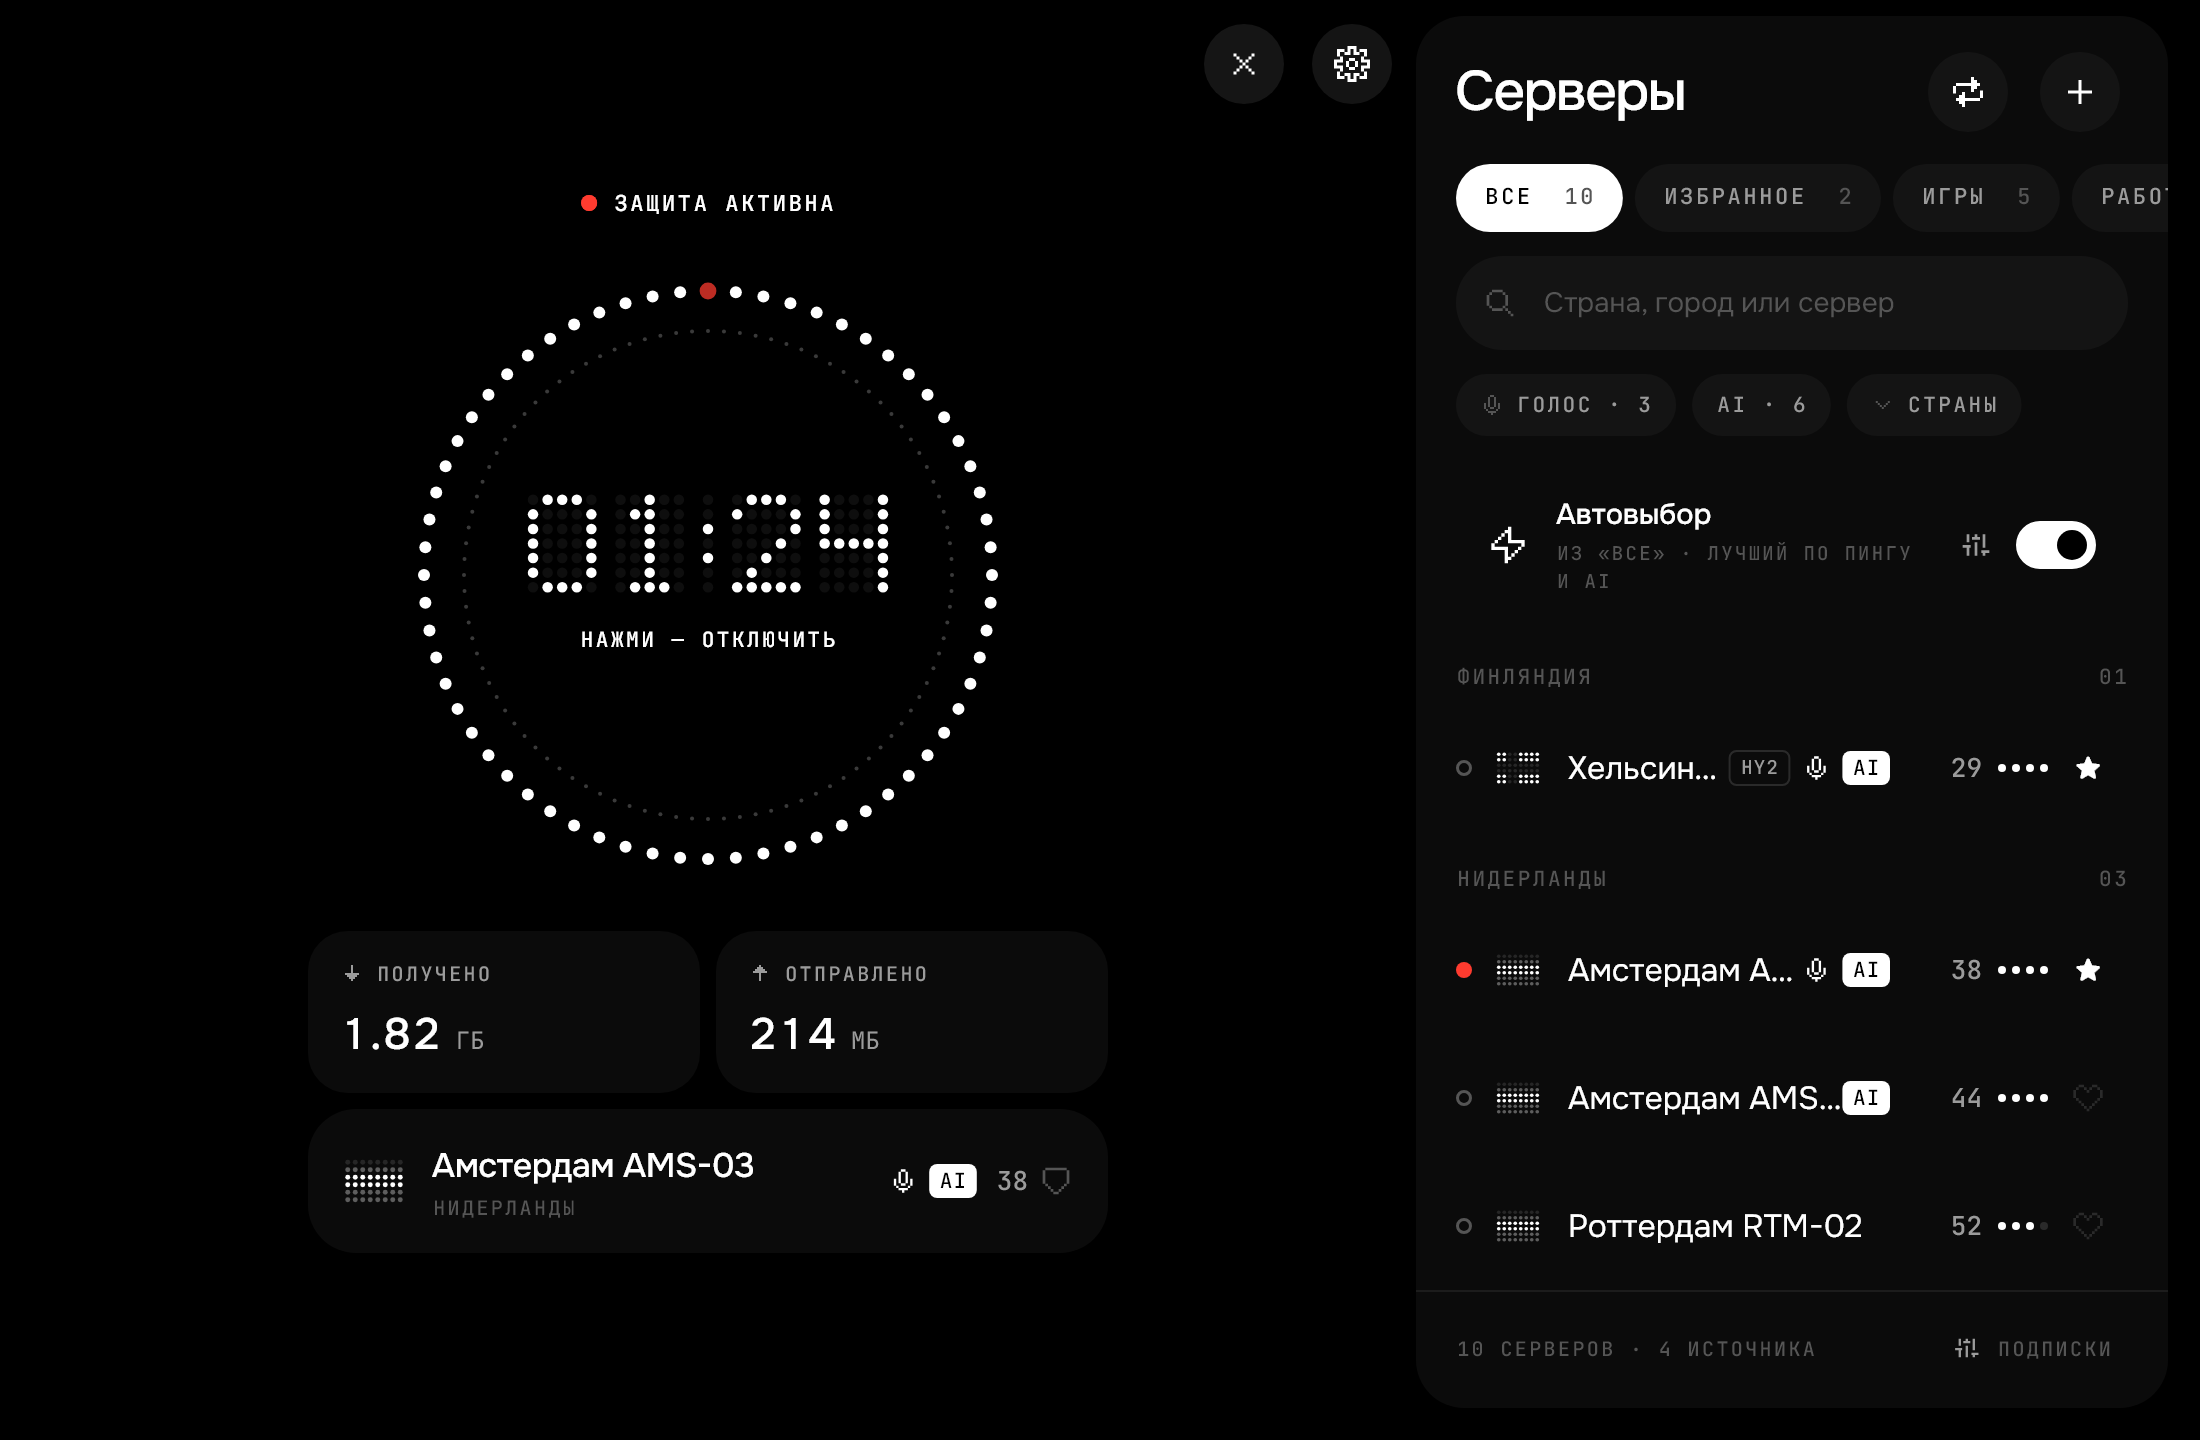 ЗАЩИТА АКТИВНА
01:24
НАЖМИ — ОТКЛЮЧИТЬ
ПОЛУЧЕНО
1.82 ГБ
ОТПРАВЛЕНО
214 МБ
Амстердам AMS-03
НИДЕРЛАНДЫ
AI 38
Серверы
ВСЕ 10 ИЗБРАННОЕ 2 ИГРЫ 5 РАБОТ
Страна, город или сервер
ГОЛОС · 3 AI · 6 СТРАНЫ
Автовыбор
ИЗ «ВСЕ» · ЛУЧШИЙ ПО ПИНГУ
И AI
ФИНЛЯНДИЯ 01
Хельсин... HY2 AI 29
НИДЕРЛАНДЫ 03
Амстердам A... AI 38
Амстердам AMS... AI 44
Роттердам RTM-02 52
10 СЕРВЕРОВ · 4 ИСТОЧНИКА ПОДПИСКИ